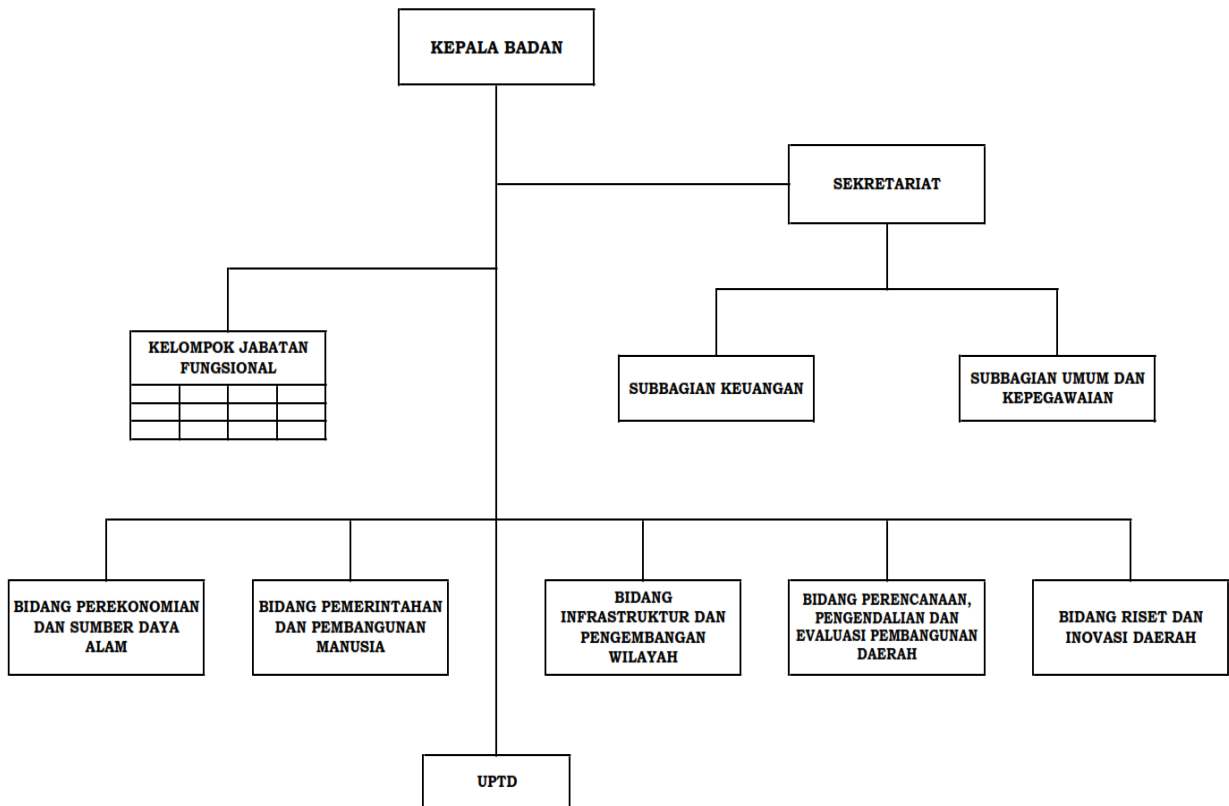 KEPALA BADAN
SEKRETARIAT
KELOMPOK JABATAN
FUNGSIONAL
SUBBAGIAN KEUANGAN
SUBBAGIAN UMUM DAN
KEPEGAWAIAN
BIDANG PEREKONOMIAN
DAN SUMBER DAYA
ALAM
BIDANG PEMERINTAHAN
DAN PEMBANGUNAN
MANUSIA
BIDANG
INFRASTRUKTUR DAN
PENGEMBANGAN
WILAYAH
BIDANG PERENCANAAN,
PENGENDALIAN DAN
EVALUASI PEMBANGUNAN
DAERAH
BIDANG RISET DAN
INOVASI DAERAH
UPTD